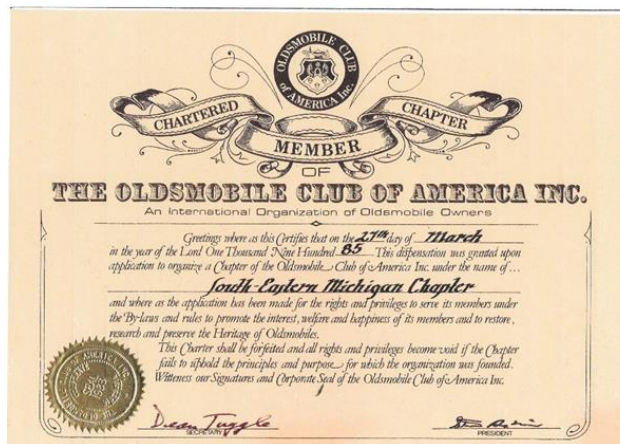 OLDSMOBILE CLUB
of AMERICA Inc.
CHARTERED
CHAPTER
MEMBER
OF
THE OLDSMOBILE CLUB OF AMERICA INC.
An International Organization of Oldsmobile Owners
Greetings where as this Certifies that on the 27th day of March
in the year of the Lord One Thousand Nine Hundred 85 This dispensation was granted upon
application to organize a Chapter of the Oldsmobile Club of America Inc. under the name of...
South-Eastern Michigan Chapter
and where as the application has been made for the rights and privileges to serve its members under
the By-laws and rules to promote the interest, welfare and happiness of its members and to restore,
research and preserve the Heritage of Oldsmobiles.
This Charter shall be forfeited and all rights and privileges become void if the Chapter
fails to uphold the principles and purpose for which the organization was founded.
Witeness our Signatures and Corporate Seal of the Oldsmobile Club of America Inc.
Dean Tuggle
SECRETARY
PRESIDENT